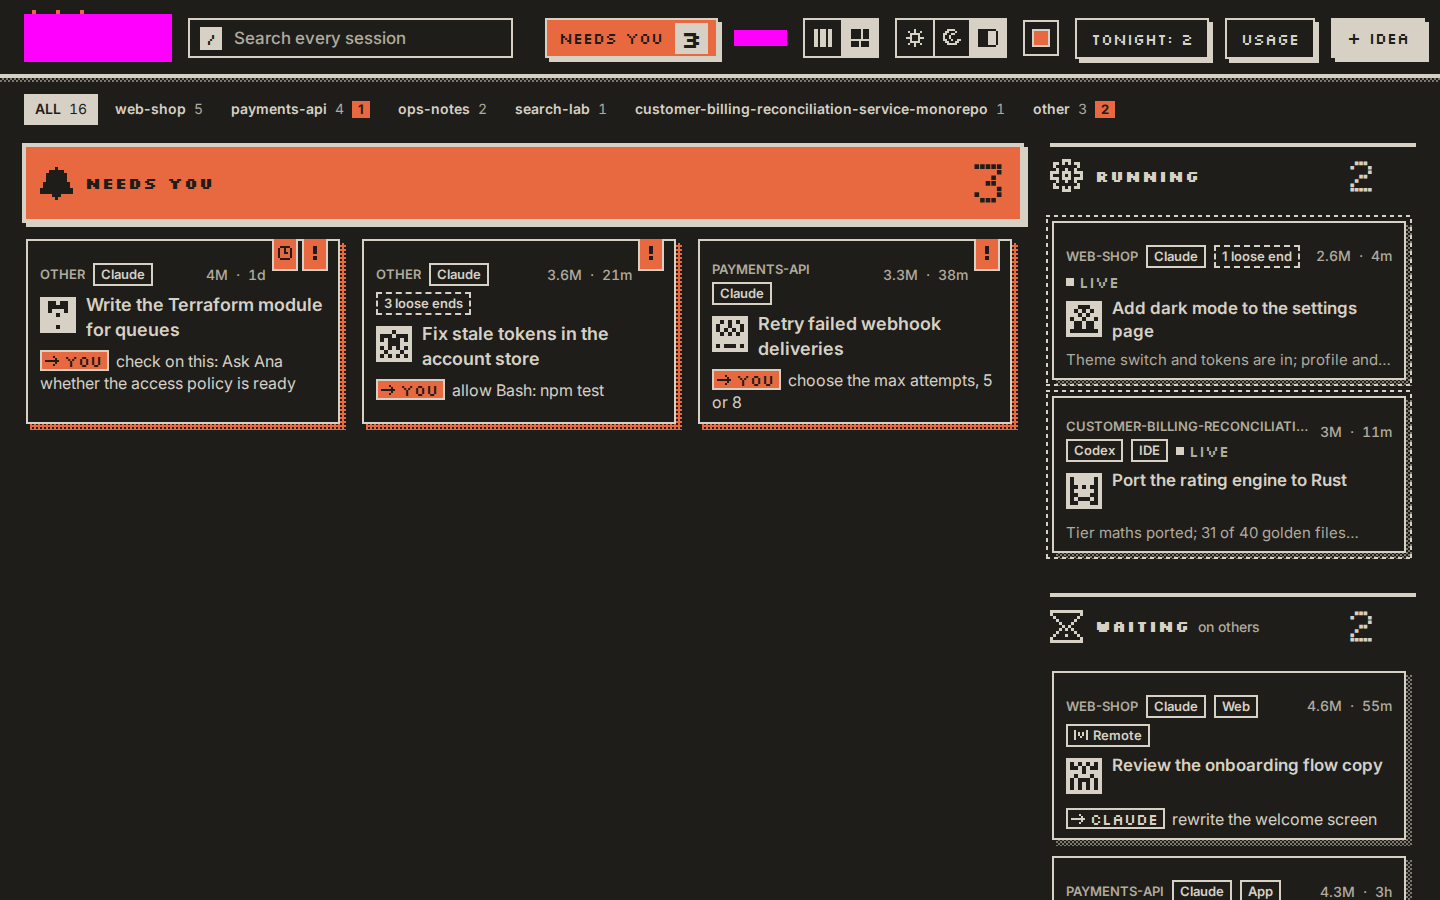 / Search every session
NEEDS YOU 3
TONIGHT: 2
USAGE
+ IDEA
ALL 16
web-shop 5
payments-api 4 1
ops-notes 2
search-lab 1
customer-billing-reconciliation-service-monorepo 1
other 3 2
NEEDS YOU 3
OTHER Claude 4M · 1d !
Write the Terraform module
for queues
→ YOU check on this: Ask Ana
whether the access policy is ready
OTHER Claude 3.6M · 21m !
3 loose ends
Fix stale tokens in the
account store
→ YOU allow Bash: npm test
PAYMENTS-API 3.3M · 38m !
Claude
Retry failed webhook
deliveries
→ YOU choose the max attempts, 5
or 8
RUNNING 2
WEB-SHOP Claude 1 loose end 2.6M · 4m
LIVE
Add dark mode to the settings
page
Theme switch and tokens are in; profile and...
CUSTOMER-BILLING-RECONCILIATI... 3M · 11m
Codex IDE LIVE
Port the rating engine to Rust
Tier maths ported; 31 of 40 golden files...
WAITING on others 2
WEB-SHOP Claude Web 4.6M · 55m
Remote
Review the onboarding flow copy
→ CLAUDE rewrite the welcome screen
PAYMENTS-API Claude App 4.3M · 3h